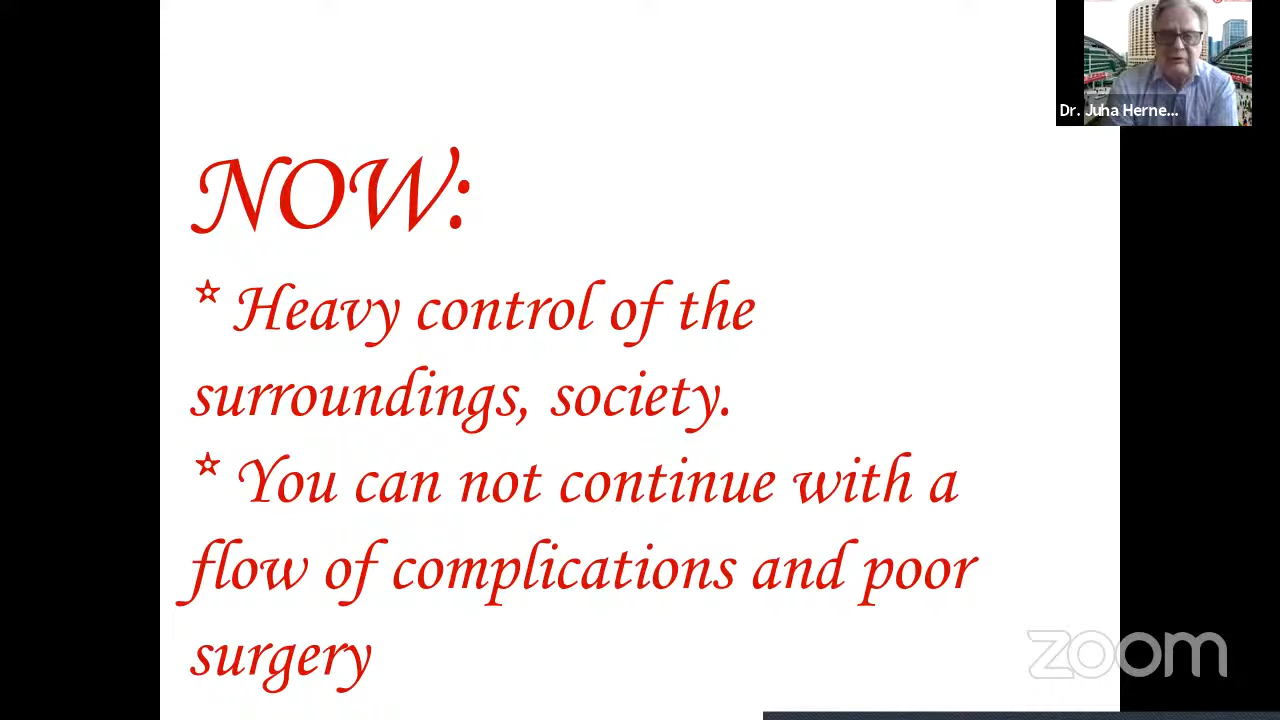 Dr. Juha Herne...
NOW:
* Heavy control of the
surroundings, society.
* You can not continue with a
flow of complications and poor
surgery
zoom